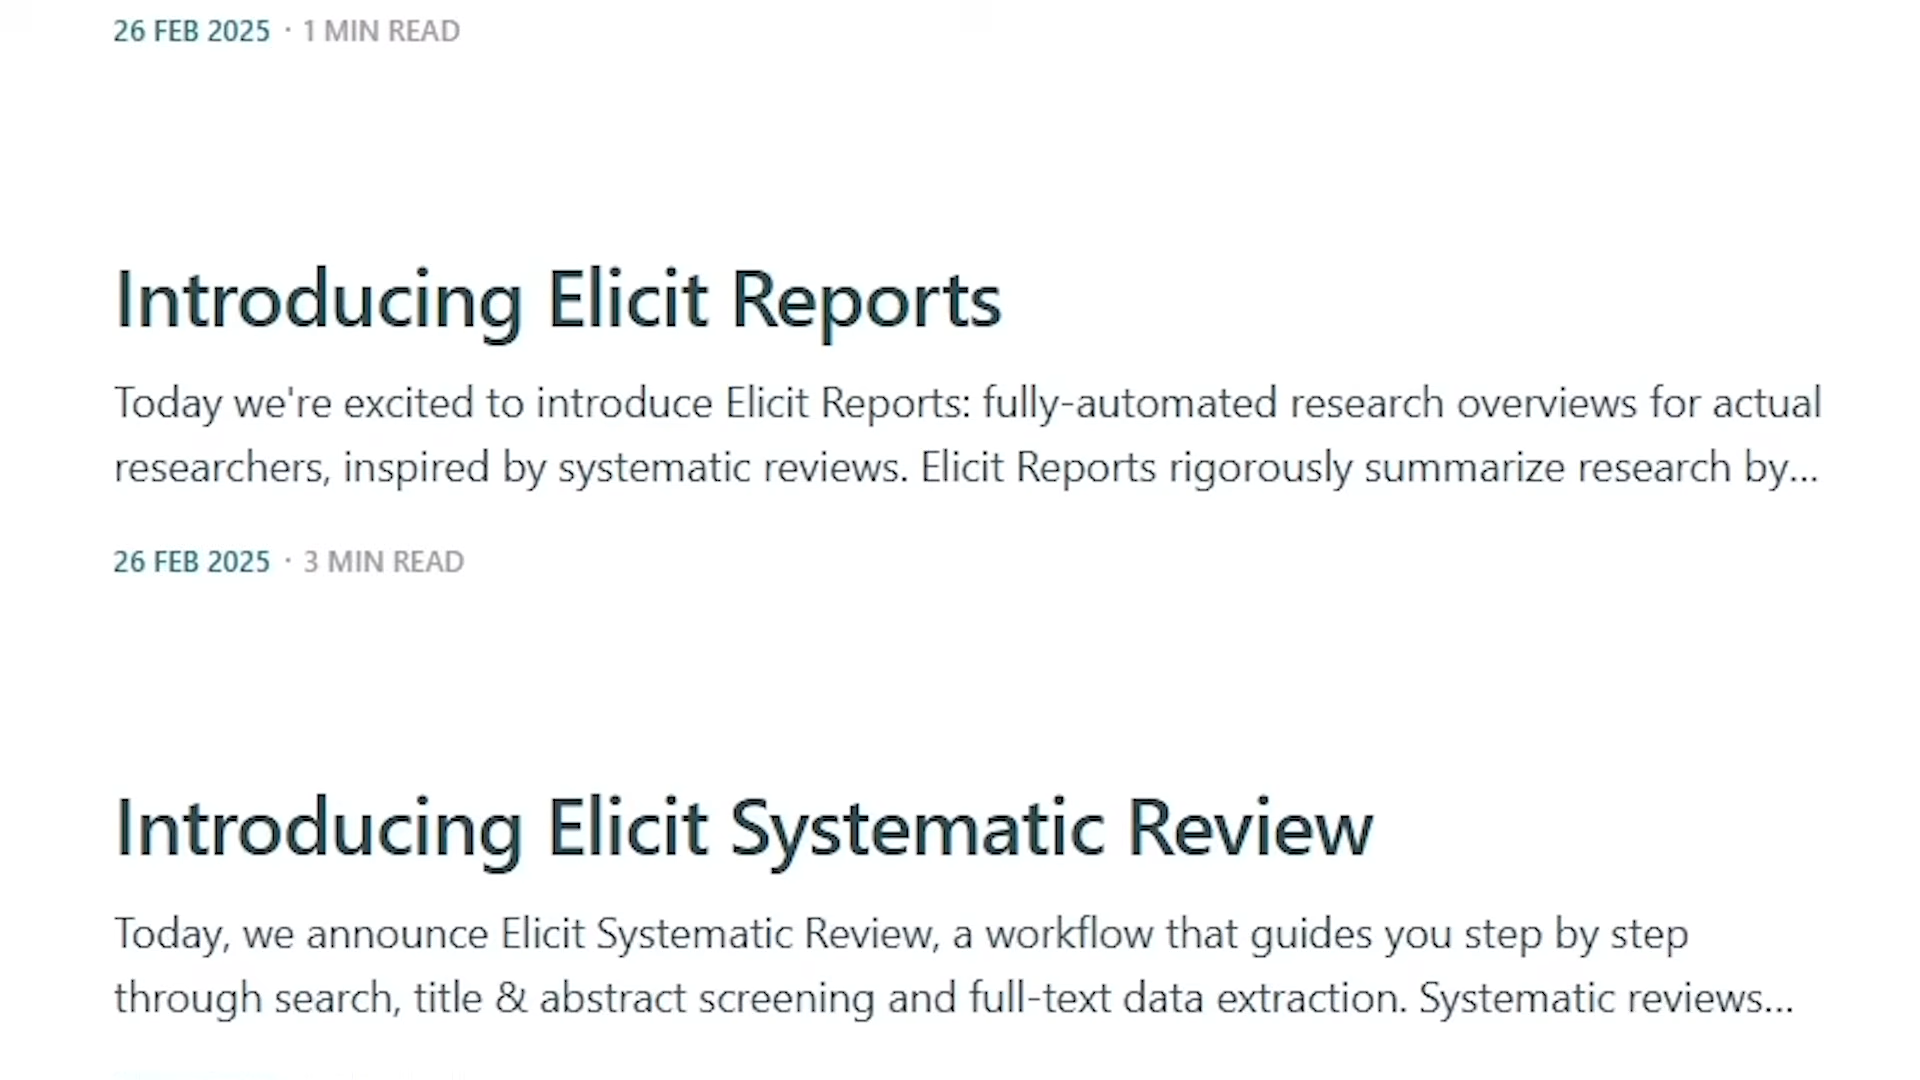 26 FEB 2025 · 1 MIN READ
Introducing Elicit Reports
Today we're excited to introduce Elicit Reports: fully-automated research overviews for actual
researchers, inspired by systematic reviews. Elicit Reports rigorously summarize research by...
26 FEB 2025 · 3 MIN READ
Introducing Elicit Systematic Review
Today, we announce Elicit Systematic Review, a workflow that guides you step by step
through search, title & abstract screening and full-text data extraction. Systematic reviews...